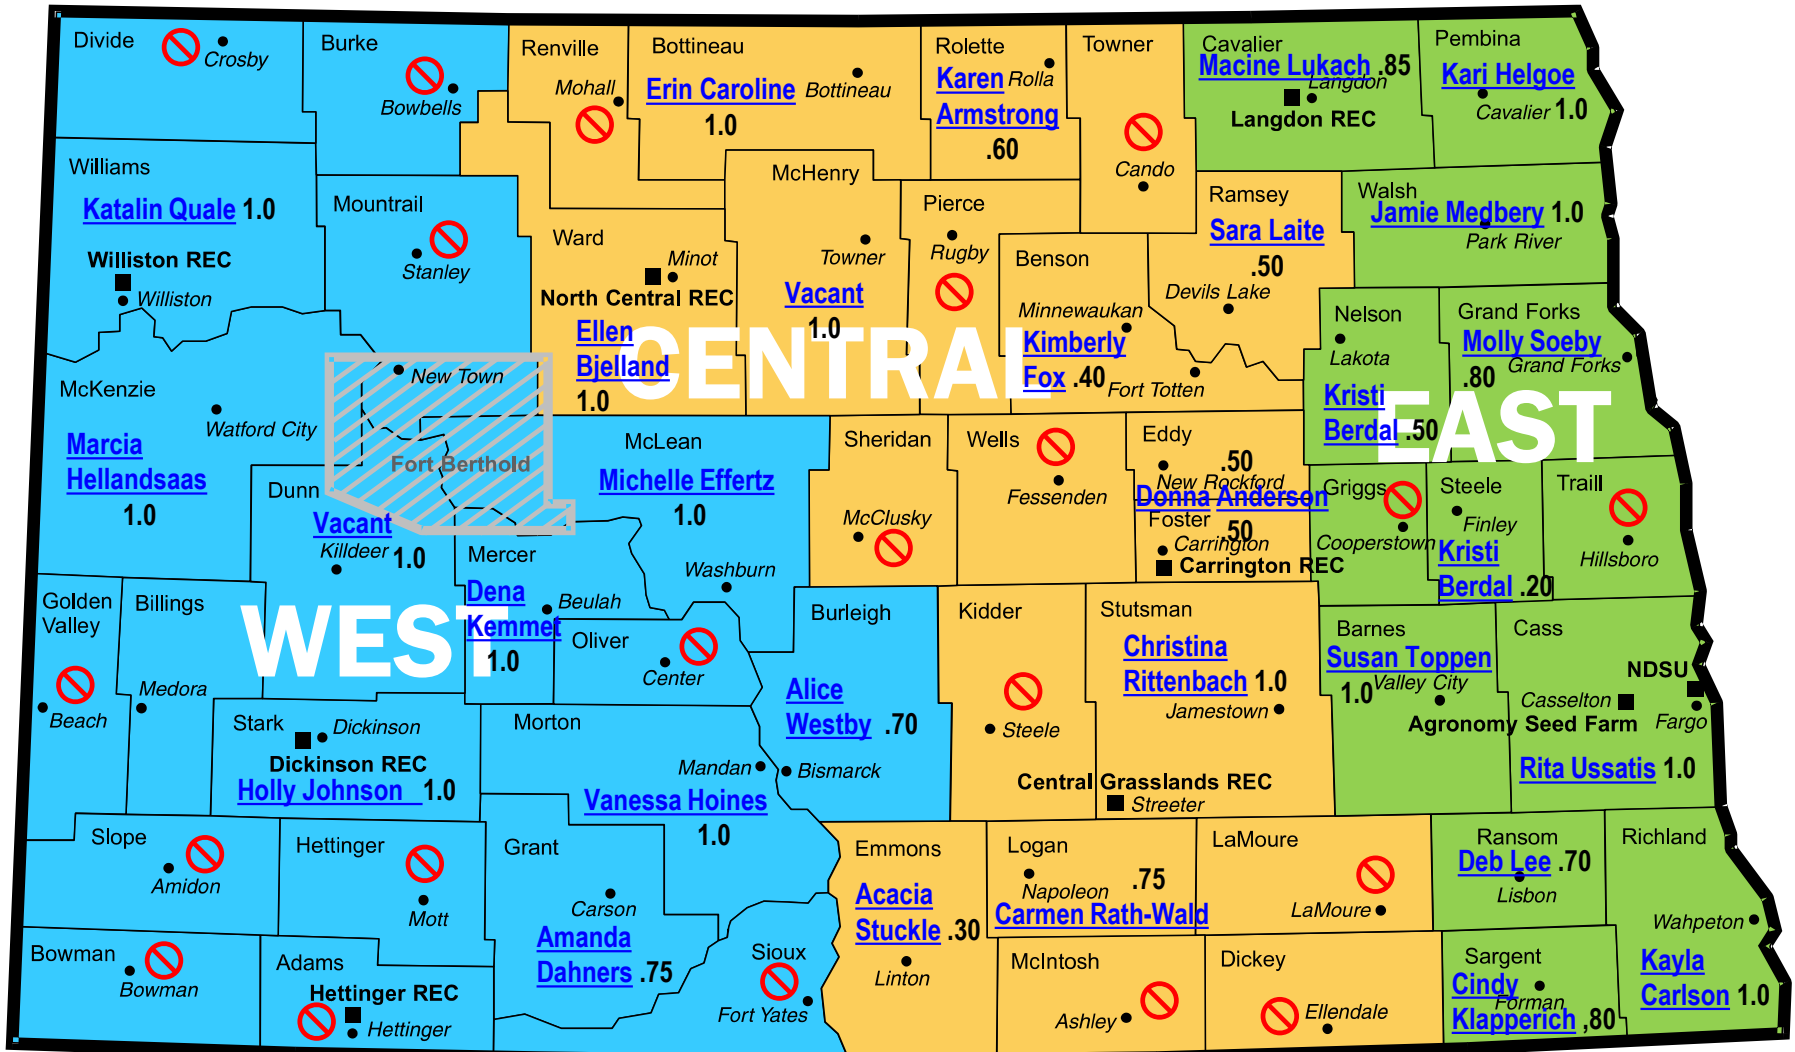 Divide
Crosby
Burke
Bowbells
Renville
Mohall
Bottineau
Erin Caroline
Bottineau
1.0
Rolette
Karen
Rolla
Armstrong
.60
Towner
Cando
Cavalier
Macine Lukach .85
Langdon
Langdon REC
Pembina
Kari Helgoe
Cavalier 1.0
Williams
Katalin Quale 1.0
Williston REC
Williston
Mountrail
Stanley
Ward
Minot
North Central REC
Ellen
Bjelland
1.0
McHenry
Towner
Vacant
1.0
Pierce
Rugby
Benson
Minnewaukan
Kimberly
Fox .40
Fort Totten
Ramsey
Sara Laite
.50
Devils Lake
Walsh
Jamie Medbery 1.0
Park River
Nelson
Lakota
Kristi
Berdal .50
Grand Forks
Molly Soeby
Grand Forks
.80
CENTRAL
EAST
WEST
McKenzie
Watford City
Marcia
Hellandsaas
1.0
New Town
Fort Berthold
Dunn
Vacant
Killdeer 1.0
McLean
Michelle Effertz
1.0
Washburn
Mercer
Dena
Beulah
Kemmet
1.0
Oliver
Center
Sheridan
McClusky
Wells
Fessenden
Eddy
.50
New Rockford
Donna Anderson
Foster
.50
Carrington
Carrington REC
Griggs
Cooperstown
Steele
Finley
Kristi
Berdal .20
Traill
Hillsboro
Golden
Valley
Beach
Billings
Medora
Stark
Dickinson
Dickinson REC
Holly Johnson 1.0
Morton
Mandan
Vanessa Hoines
1.0
Burleigh
Alice
Westby .70
Bismarck
Kidder
Steele
Stutsman
Christina
Rittenbach 1.0
Jamestown
Central Grasslands REC
Streeter
Barnes
Susan Toppen
1.0
Valley City
Cass
NDSU
Casselton
Fargo
Agronomy Seed Farm
Rita Ussatis 1.0
Slope
Amidon
Hettinger
Mott
Grant
Carson
Amanda
Dahners .75
Bowman
Bowman
Adams
Hettinger REC
Hettinger
Sioux
Fort Yates
Emmons
Acacia
Stuckle .30
Linton
Logan
Napoleon .75
Carmen Rath-Wald
LaMoure
LaMoure
McIntosh
Ashley
Dickey
Ellendale
Ransom
Deb Lee .70
Lisbon
Richland
Wahpeton
Kayla
Carlson 1.0
Sargent
Cindy
Forman
Klapperich ,80